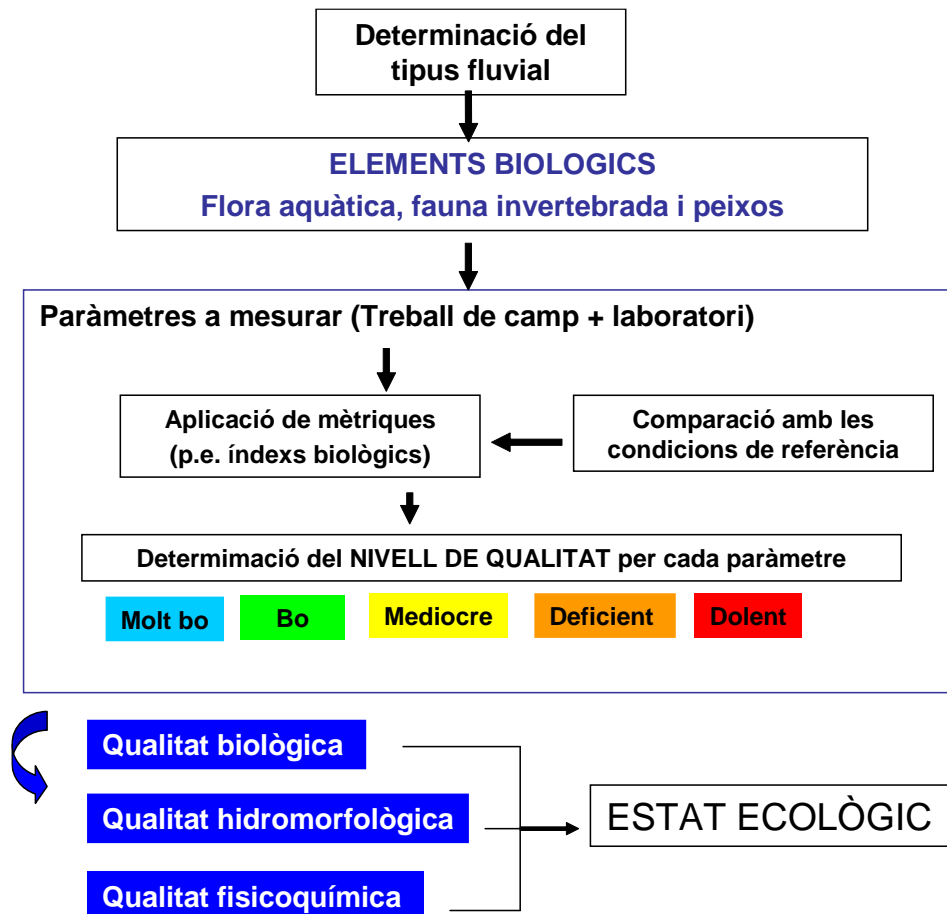 Determinació del
tipus fluvial
ELEMENTS BIOLOGICS
Flora aquàtica, fauna invertebrada i peixos
Paràmetres a mesurar (Treball de camp + laboratori)
Aplicació de mètriques
(p.e. índexs biològics)
Comparació amb les
condicions de referència
Determimació del NIVELL DE QUALITAT per cada paràmetre
Molt bo
Bo
Mediocre
Deficient
Dolent
Qualitat biològica
Qualitat hidromorfològica
Qualitat fisicoquímica
ESTAT ECOLÒGIC